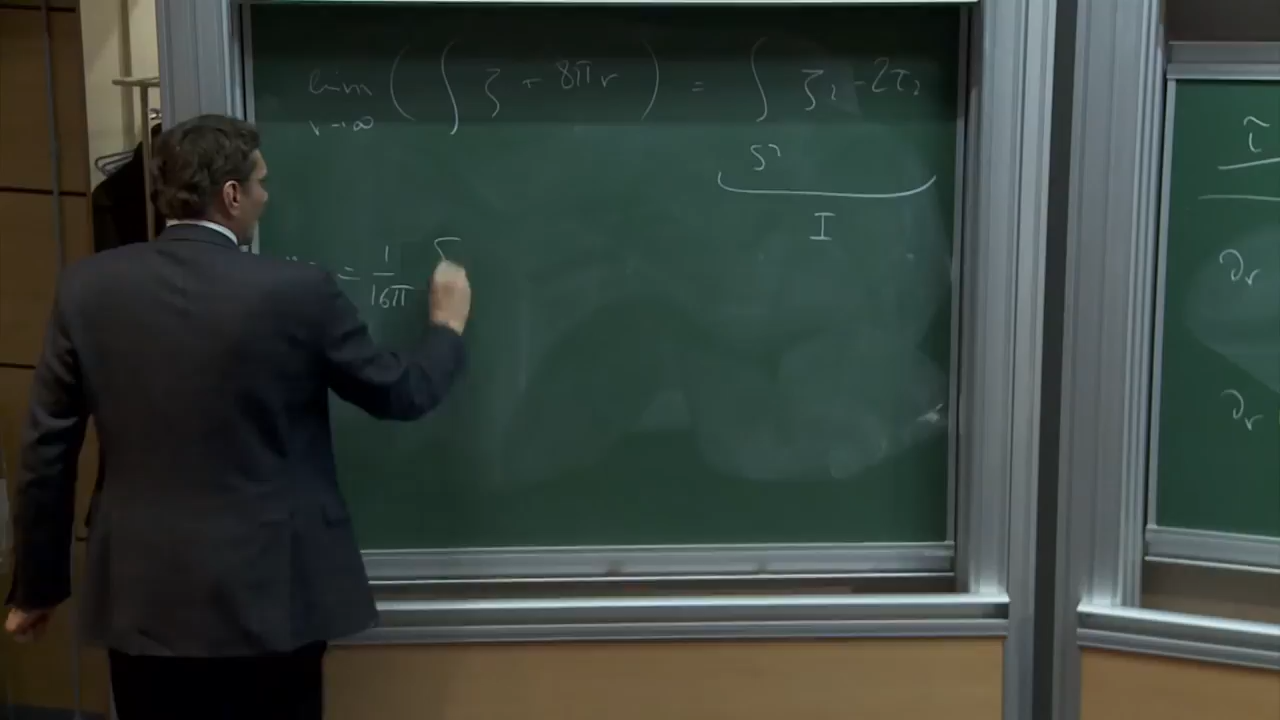 lim r→∞ ( ∫ ζ + 8πr ) = ∫ ζ₂ - 2τ₂
S²
I
= 1/16π
τ̃
∂r
∂r